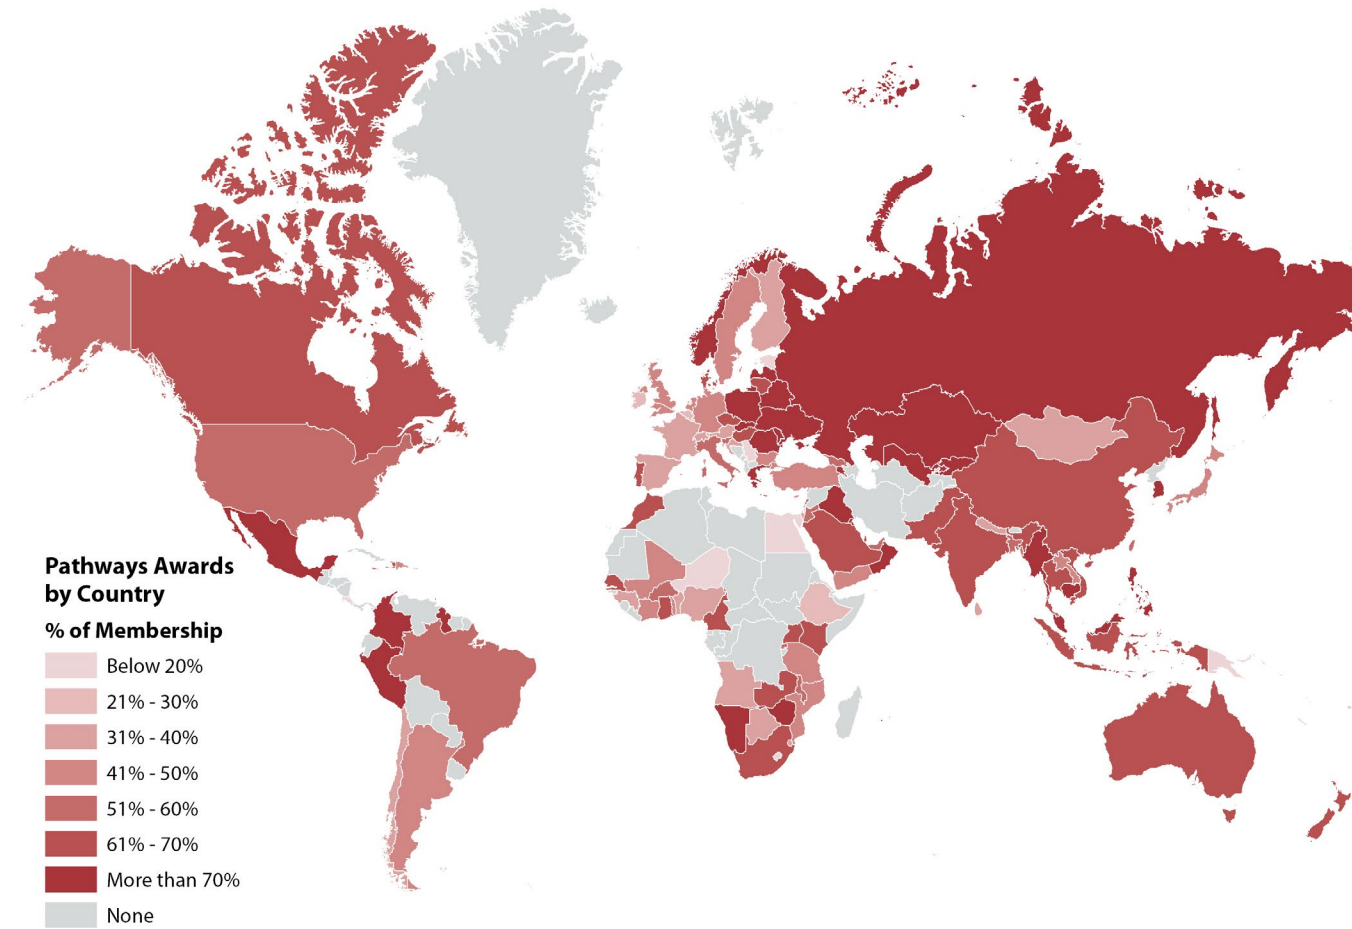 Pathways Awards
by Country
% of Membership
Below 20%
21% - 30%
31% - 40%
41% - 50%
51% - 60%
61% - 70%
More than 70%
None